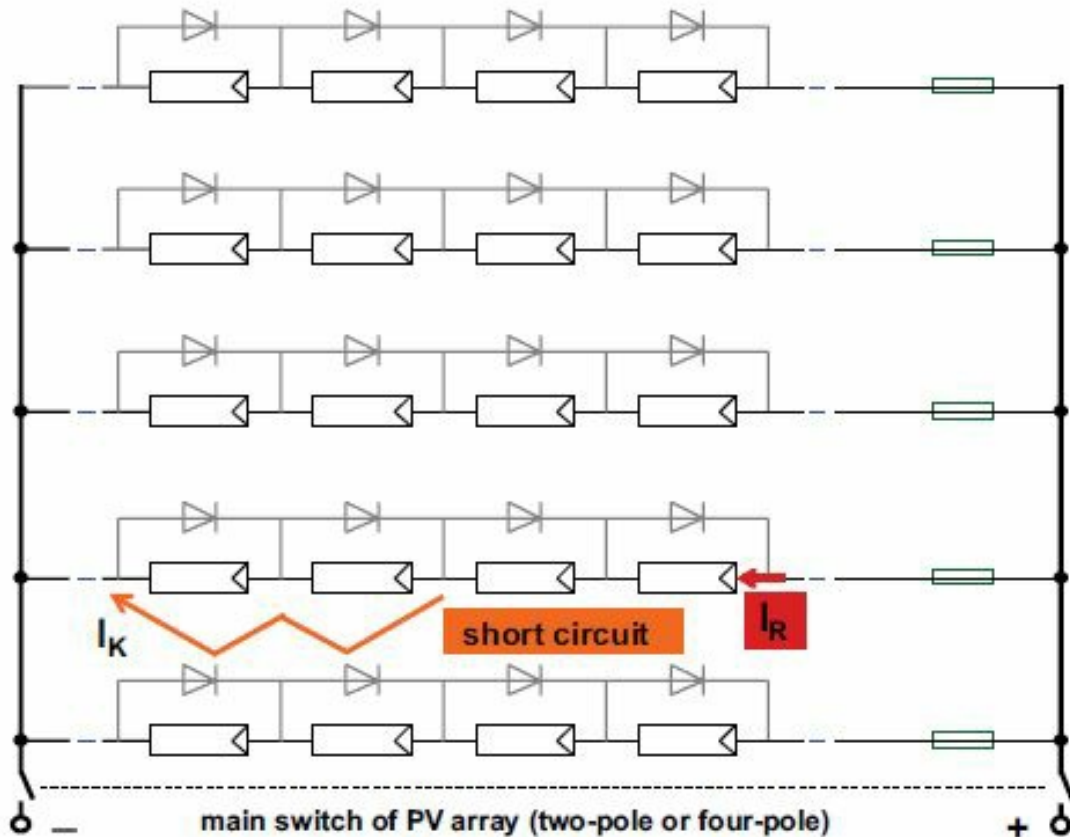 I_R
I_K
short circuit
— main switch of PV array (two-pole or four-pole) +